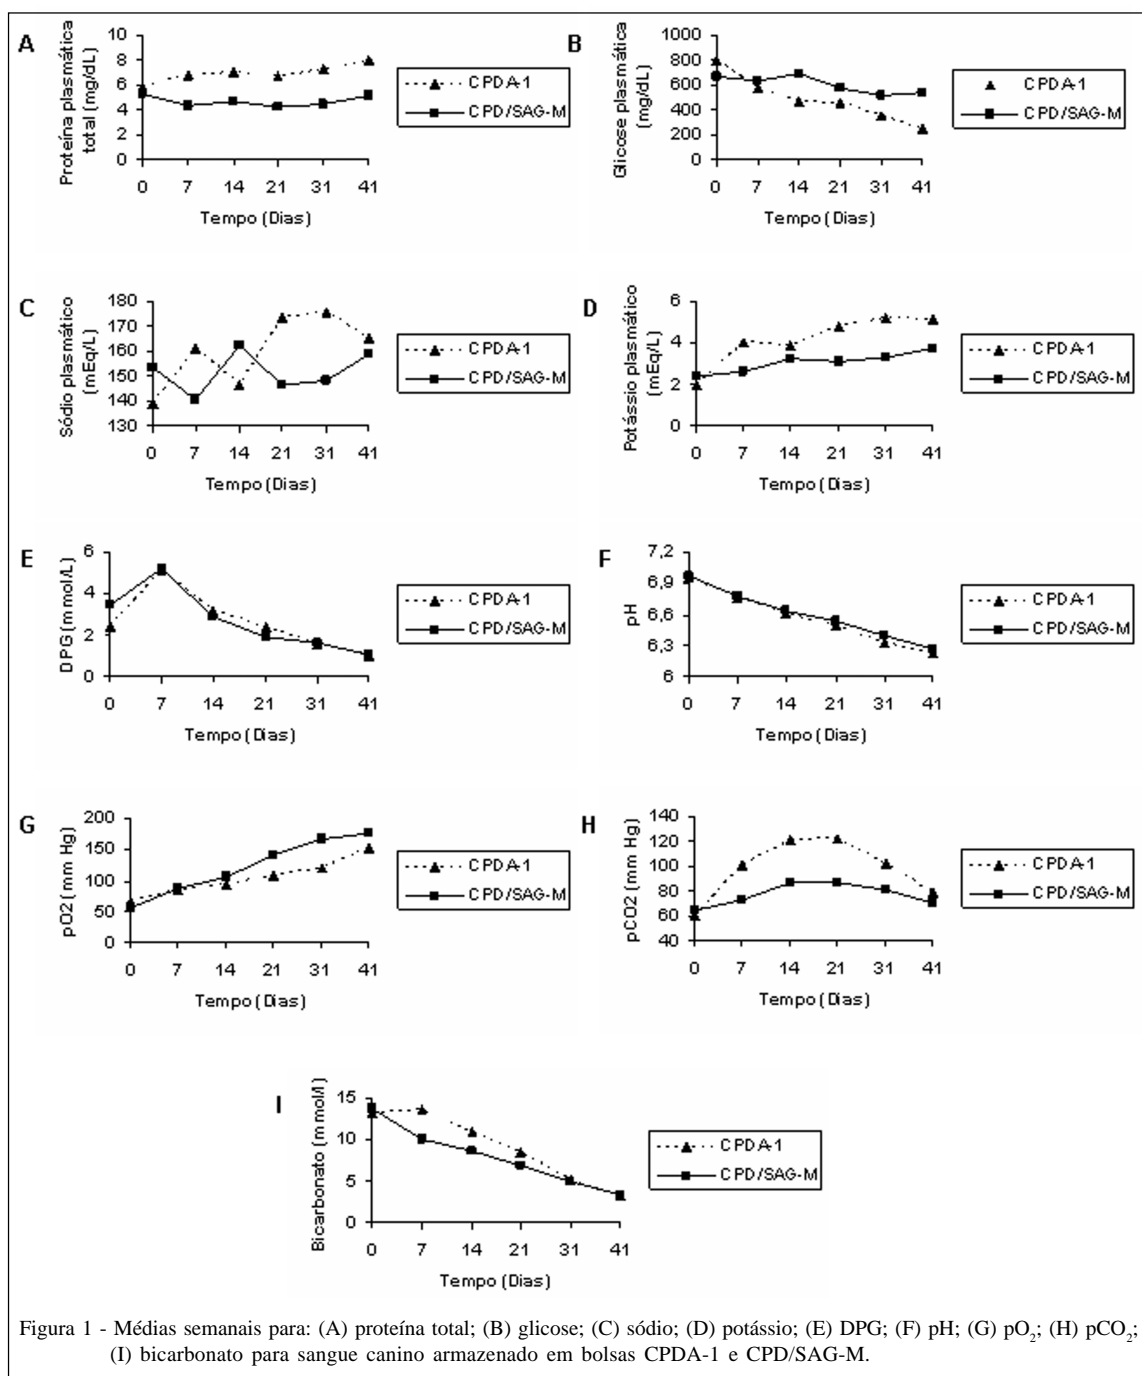 A
Proteína plasmática
total (mg/dL)
10
8
6
4
2
0
0 7 14 21 31 41
Tempo (Dias)
CPDA-1
CPD/SAG-M
B
Glicose plasmática
(mg/dL)
1000
800
600
400
200
0
0 7 14 21 31 41
Tempo (Dias)
CPDA-1
CPD/SAG-M
C
Sódio plasmático
(mEq/L)
180
170
160
150
140
130
0 7 14 21 31 41
Tempo (Dias)
CPDA-1
CPD/SAG-M
D
Potássio plasmático
(mEq/L)
6
4
2
0
0 7 14 21 31 41
Tempo (Dias)
CPDA-1
CPD/SAG-M
E
DPG (mmol/L)
6
4
2
0
0 7 14 21 31 41
Tempo (Dias)
CPDA-1
CPD/SAG-M
F
pH
7,2
6,9
6,6
6,3
6
0 7 14 21 31 41
Tempo (Dias)
CPDA-1
CPD/SAG-M
G
pO2 (mm Hg)
200
150
100
50
0
0 7 14 21 31 41
Tempo (Dias)
CPDA-1
CPD/SAG-M
H
pCO2 (mm Hg)
140
120
100
80
60
40
0 7 14 21 31 41
Tempo (Dias)
CPDA-1
CPD/SAG-M
I
Bicarbonato (mmol/l)
15
10
5
0
0 7 14 21 31 41
Tempo (Dias)
CPDA-1
CPD/SAG-M
Figura 1 - Médias semanais para: (A) proteína total; (B) glicose; (C) sódio; (D) potássio; (E) DPG; (F) pH; (G) pO₂; (H) pCO₂;
(I) bicarbonato para sangue canino armazenado em bolsas CPDA-1 e CPD/SAG-M.